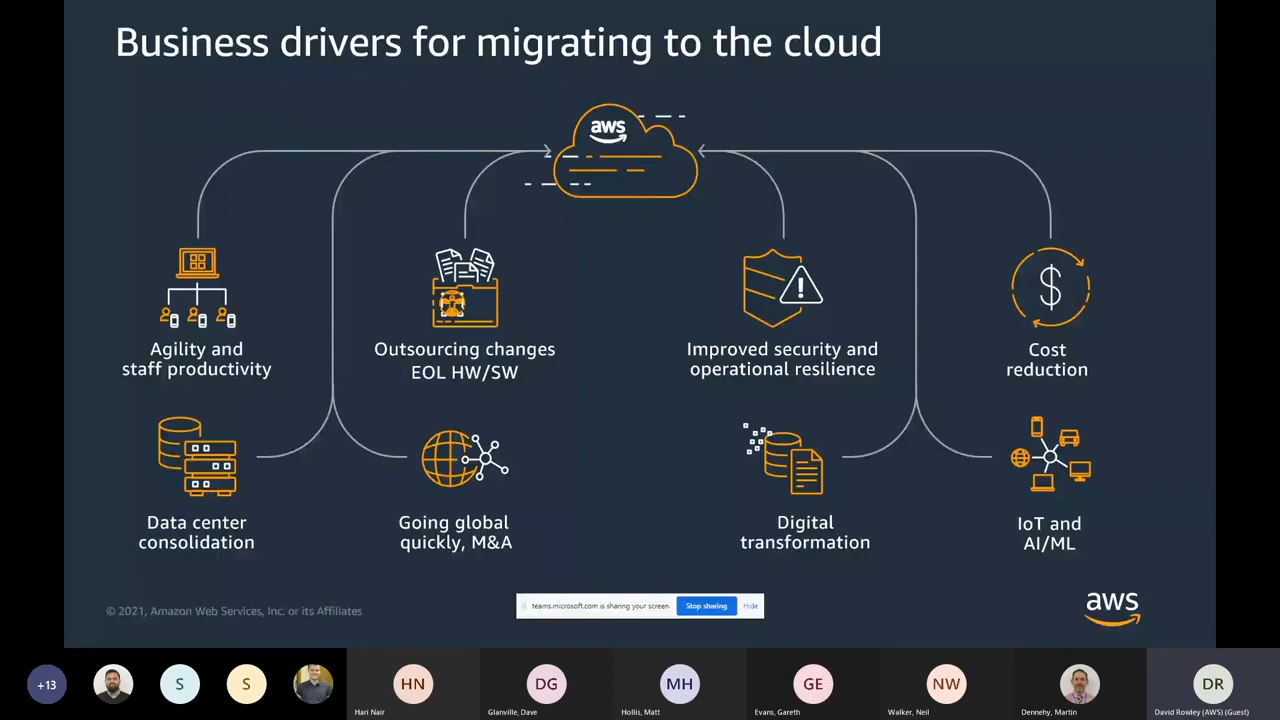 Business drivers for migrating to the cloud
aws
Agility and
staff productivity
Outsourcing changes
EOL HW/SW
Improved security and
operational resilience
Cost
reduction
Data center
consolidation
Going global
quickly, M&A
Digital
transformation
IoT and
AI/ML
© 2021, Amazon Web Services, Inc. or its Affiliates.
teams.microsoft.com is sharing your screen.
Stop sharing
Hide
aws
+13
S
S
HN
Hari Nair
DG
Glanville, Dave
MH
Hollis, Matt
GE
Evans, Gareth
NW
Walker, Neil
Dennehy, Martin
DR
David Rowley (AWS) (Guest)